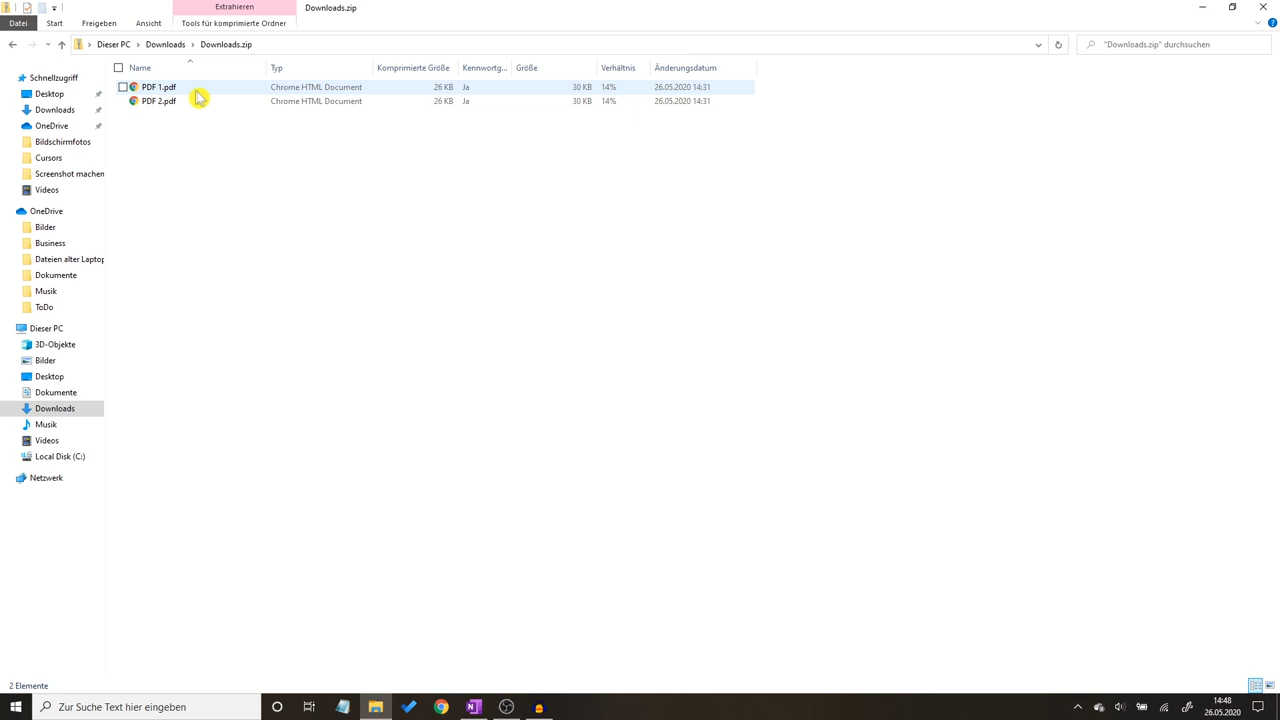 Extrahieren
Downloads.zip
Datei
Start
Freigeben
Ansicht
Tools für komprimierte Ordner
Dieser PC
Downloads
Downloads.zip
"Downloads.zip" durchsuchen
Name
Typ
Komprimierte Größe
Kennwortg...
Größe
Verhältnis
Änderungsdatum
PDF 1.pdf
Chrome HTML Document
26 KB
Ja
30 KB
14%
26.05.2020 14:31
PDF 2.pdf
Chrome HTML Document
26 KB
Ja
30 KB
14%
26.05.2020 14:31
Schnellzugriff
Desktop
Downloads
OneDrive
Bildschirmfotos
Cursors
Screenshot machen
Videos
OneDrive
Bilder
Business
Dateien alter Laptop
Dokumente
Musik
ToDo
Dieser PC
3D-Objekte
Bilder
Desktop
Dokumente
Downloads
Musik
Videos
Local Disk (C:)
Netzwerk
2 Elemente
Zur Suche Text hier eingeben
14:48
26.05.2020